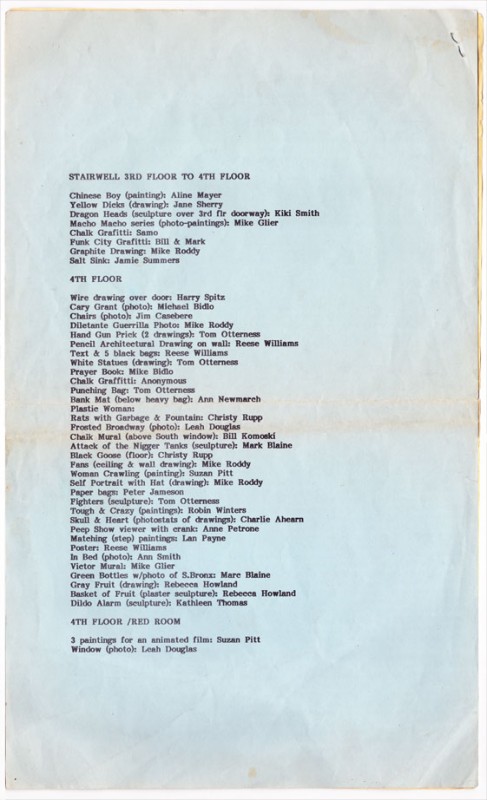 STAIRWELL 3RD FLOOR TO 4TH FLOOR
Chinese Boy (painting): Aline Mayer
Yellow Dicks (drawing): Jane Sherry
Dragon Heads (sculpture over 3rd flr doorway): Kiki Smith
Macho Macho series (photo-paintings): Mike Glier
Chalk Grafitti: Samo
Funk City Grafitti: Bill & Mark
Graphite Drawing: Mike Roddy
Salt Sink: Jamie Summers
4TH FLOOR
Wire drawing over door: Harry Spitz
Cary Grant (photo): Michael Bidlo
Chairs (photo): Jim Casebere
Diletante Guerrilla Photo: Mike Roddy
Hand Gun Prick (2 drawings): Tom Otterness
Pencil Architectural Drawing on wall: Reese Williams
Text & 5 black bags: Reese Williams
White Statues (drawing): Tom Otterness
Prayer Book: Mike Bidlo
Chalk Graffitti: Anonymous
Punching Bag: Tom Otterness
Bank Mat (below heavy bag): Ann Newmarch
Plastic Woman:
Rats with Garbage & Fountain: Christy Rupp
Frosted Broadway (photo): Leah Douglas
Chalk Mural (above South window): Bill Komoski
Attack of the Nigger Tanks (sculpture): Mark Blaine
Black Goose (floor): Christy Rupp
Fans (ceiling & wall drawing): Mike Roddy
Woman Crawling (painting): Suzan Pitt
Self Portrait with Hat (drawing): Mike Roddy
Paper bags: Peter Jameson
Fighters (sculpture): Tom Otterness
Tough & Crazy (paintings): Robin Winters
Skull & Heart (photostats of drawings): Charlie Ahearn
Peep Show viewer with crank: Anne Petrone
Matching (step) paintings: Lan Payne
Poster: Reese Williams
In Bed (photo): Ann Smith
Victor Mural: Mike Glier
Green Bottles w/photo of S.Bronx: Marc Blaine
Gray Fruit (drawing): Rebecca Howland
Basket of Fruit (plaster sculpture): Rebecca Howland
Dildo Alarm (sculpture): Kathleen Thomas
4TH FLOOR /RED ROOM
3 paintings for an animated film: Suzan Pitt
Window (photo): Leah Douglas